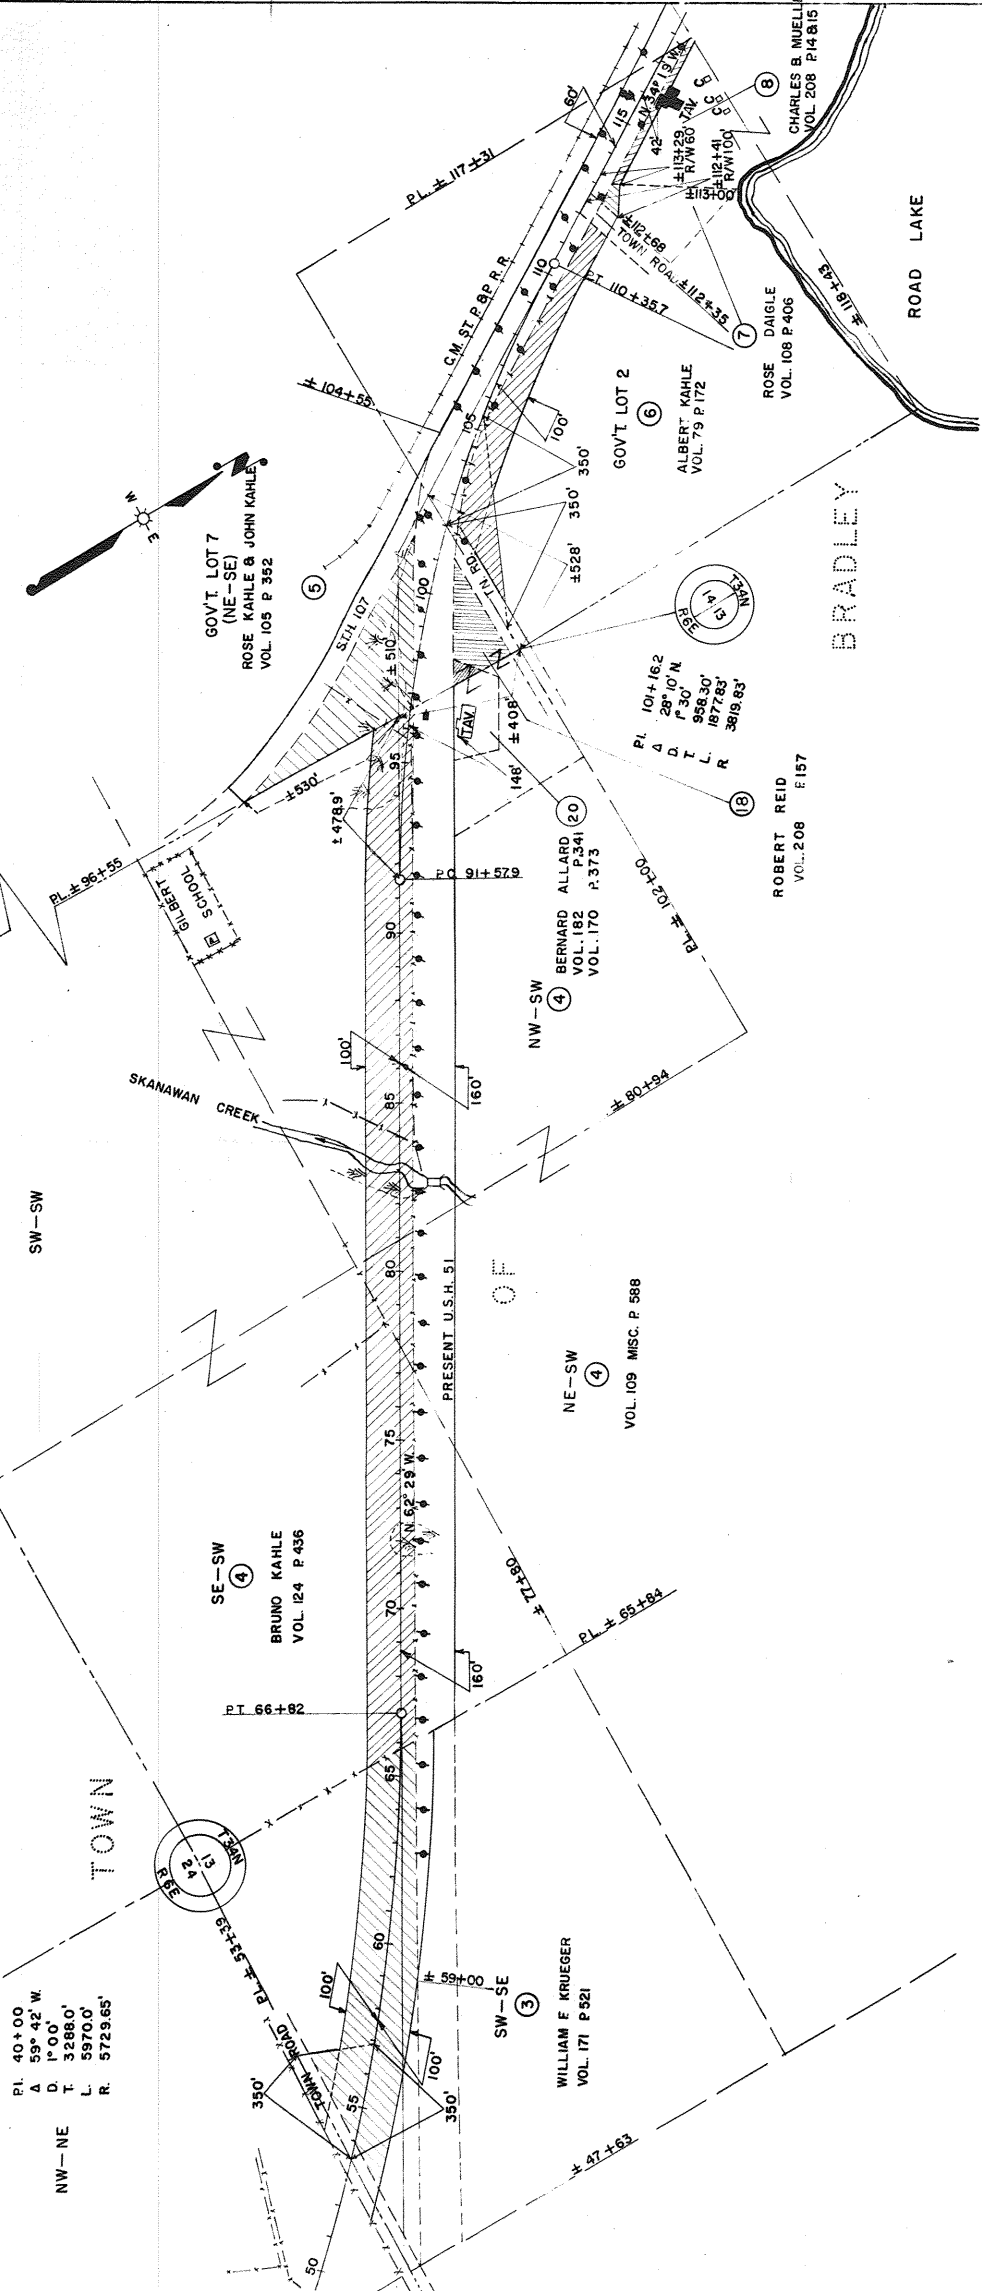 P.I. 40+00
Δ 59° 42' W.
D. 1° 00'
T. 3288.0'
L. 5970.0'
R. 5729.65'
NW-NE
TOWN
OF
BRADLEY
50
55
60
65
70
75
80
85
90
95
100
105
110
115
350'
350'
TOWN ROAD
P.L. ± 53+39
100'
100'
± 59+00
± 47+63
SW-SE
3
WILLIAM F KRUEGER
VOL. 171 P 521
R6E
T34N
24
13
PT 66+82
P.L. ± 65+84
160'
SE-SW
4
BRUNO KAHLE
VOL. 124 P. 436
N 62° 29' W.
± 77+80
PRESENT U.S.H. 51
NE-SW
4
VOL. 109 MISC. P. 588
SW-SW
SKANAWAN CREEK
100'
160'
± 80+94
NW-SW
4
BERNARD ALLARD 20
VOL. 182 P.341
VOL. 170 P.373
P.C. 91+57.9
± 478.9'
148'
±408'
TAV.
± 510'
±530'
P.L. ± 96+55
GILBERT
SCHOOL
P.L. ± 102+00
18
ROBERT REID
VOL. 208 P.157
P.I. 101+16.2
Δ 28° 10' N.
D. 1° 30'
T. 958.30'
L. 1877.83'
R 3819.83'
R6E
T34N
14 13
S.T.H. 107
GOV'T. LOT 7
(NE-SE)
ROSE KAHLE & JOHN KAHLE
VOL. 105 P. 352
5
W
E
N
± 104+55
C.M. ST. P. & P. R. R.
TN. RD.
±528'
350'
350'
100'
GOV'T. LOT 2
6
ALBERT KAHLE
VOL. 79 P. 172
P.T. 110+35.7
TOWN ROAD
±112+68
±112+35
7
ROSE DAIGLE
VOL. 108 P. 406
±113+00
±112+41
R/W100'
±113+29
R/W60'
42'
60'
TAV.
C
C
C
8
CHARLES B. MUELL
VOL. 208 P.14&15
P.L. ± 117+31
± 118+43
ROAD LAKE